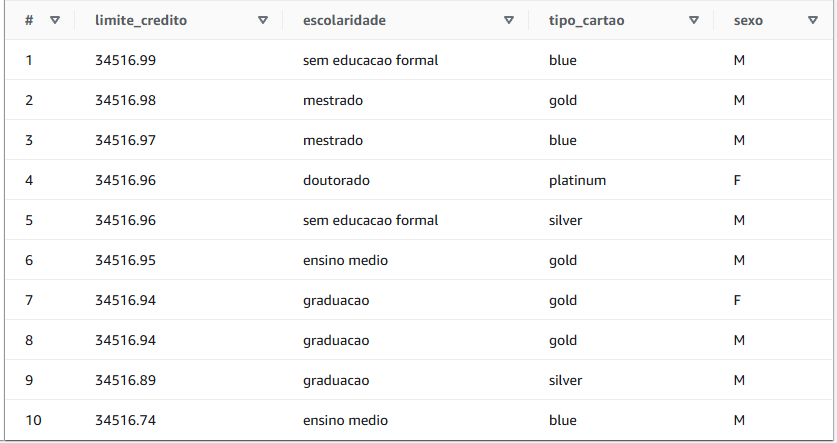 # limite_credito escolaridade tipo_cartao sexo
1 34516.99 sem educacao formal blue M
2 34516.98 mestrado gold M
3 34516.97 mestrado blue M
4 34516.96 doutorado platinum F
5 34516.96 sem educacao formal silver M
6 34516.95 ensino medio gold M
7 34516.94 graduacao gold F
8 34516.94 graduacao gold M
9 34516.89 graduacao silver M
10 34516.74 ensino medio blue M